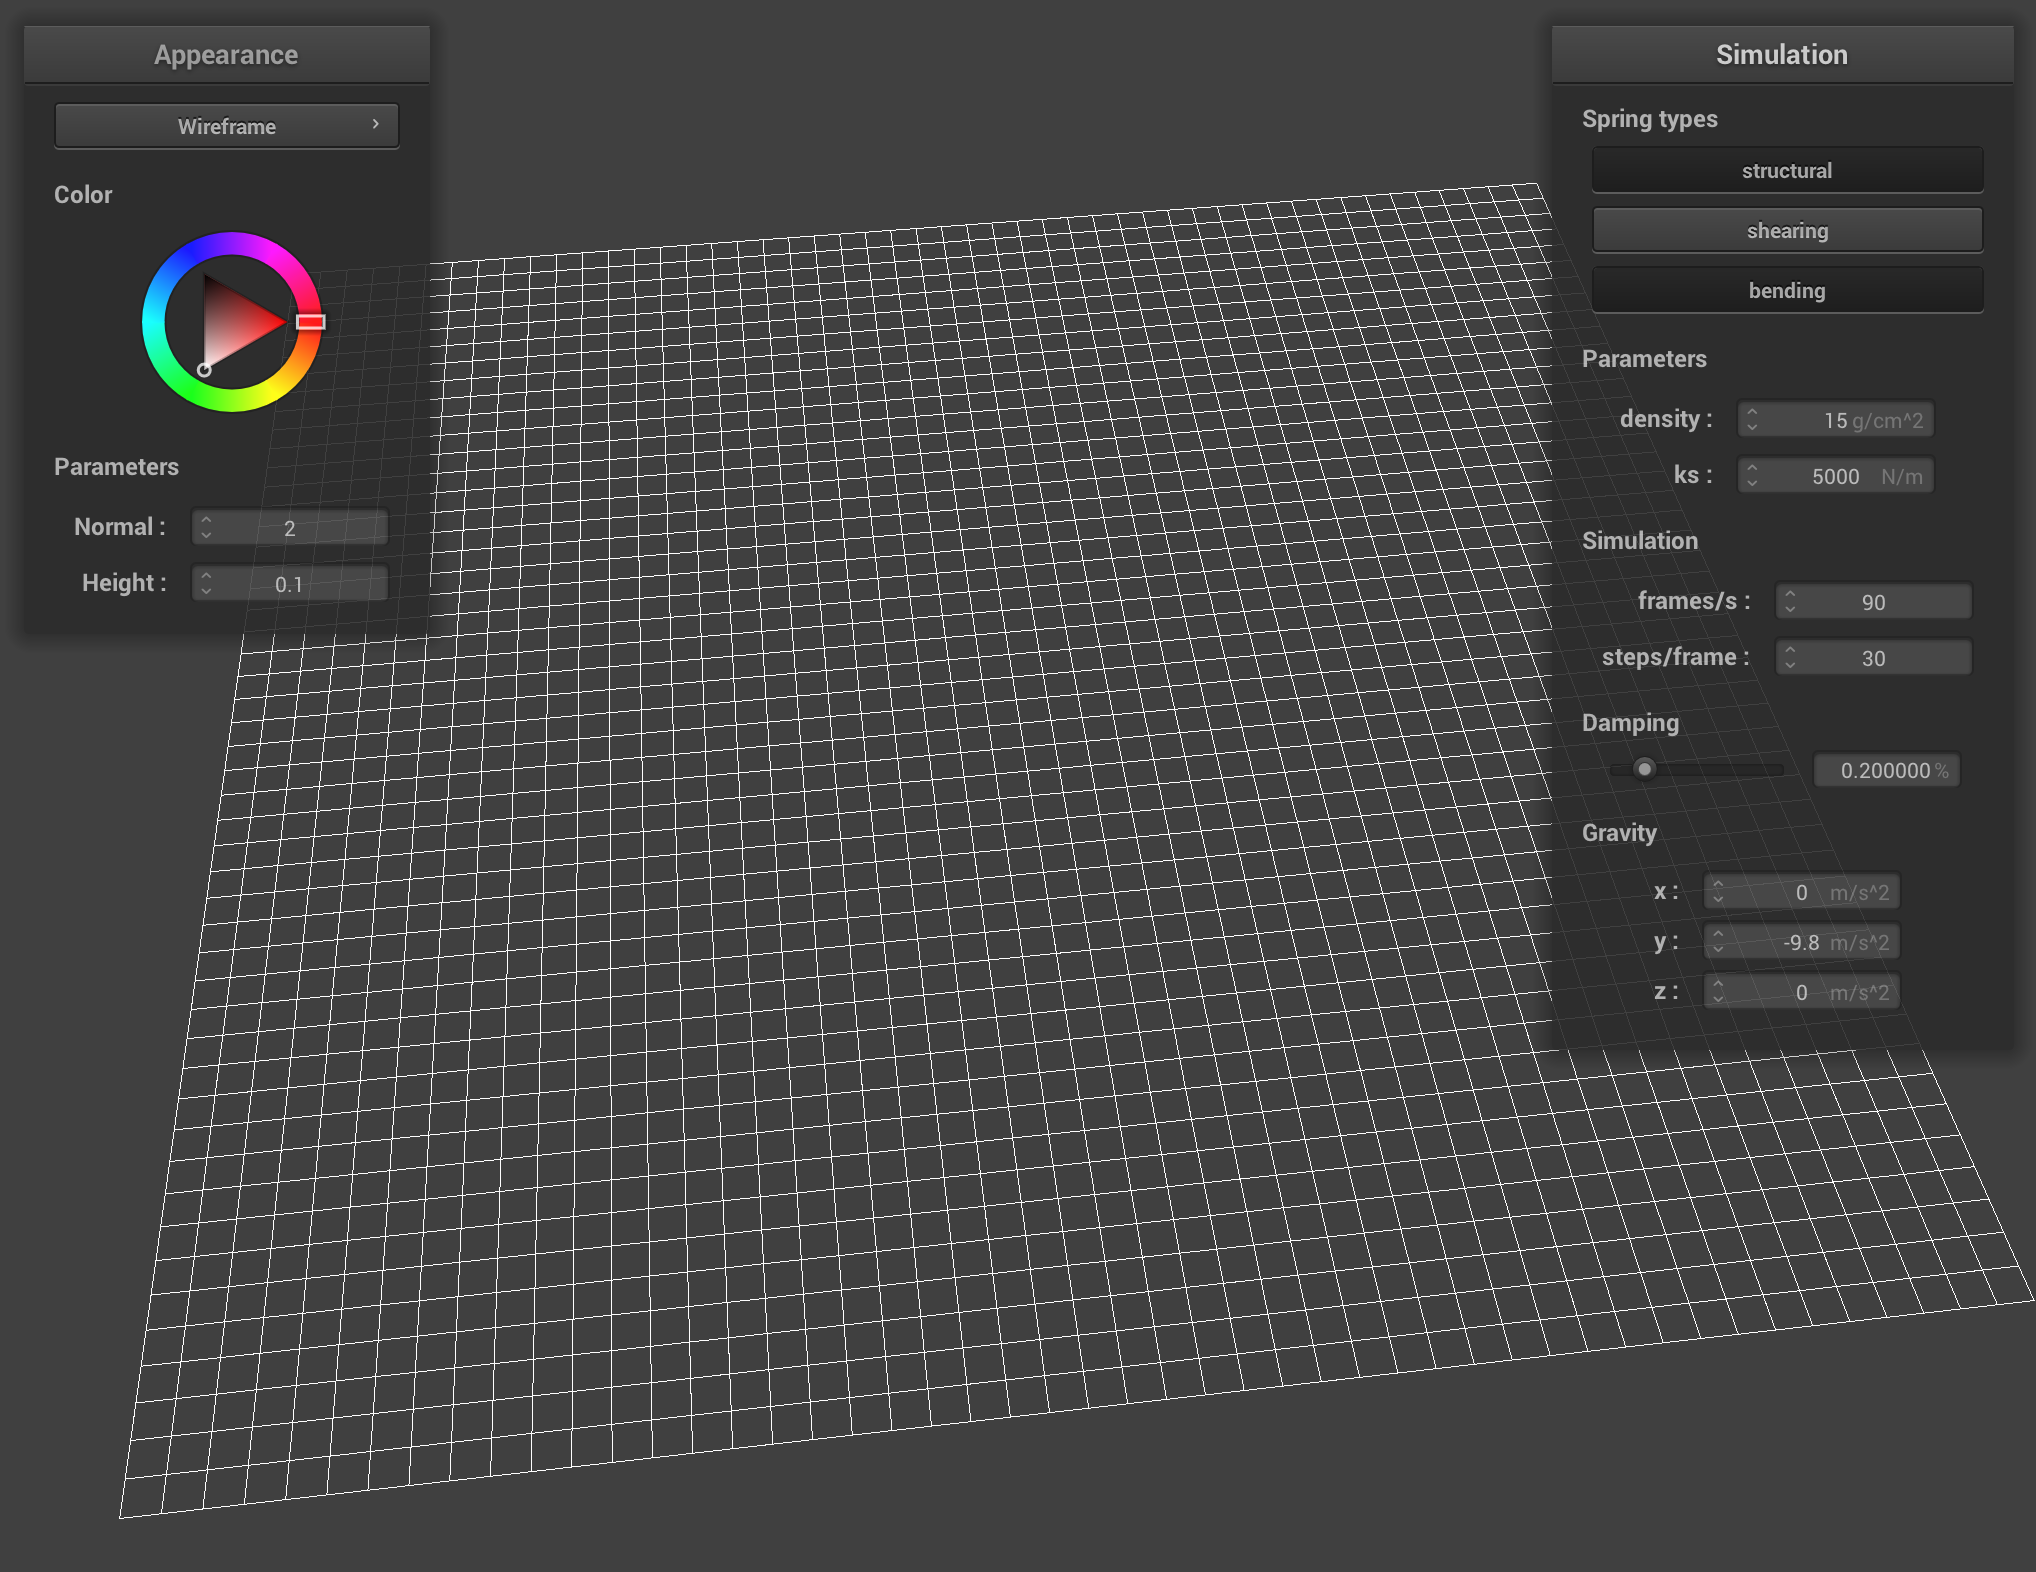 Appearance
Wireframe
Color
Parameters
Normal : 2
Height : 0.1
Simulation
Spring types
structural
shearing
bending
Parameters
density : 15 g/cm^2
ks : 5000 N/m
Simulation
frames/s : 90
steps/frame : 30
Damping
0.200000 %
Gravity
x : 0 m/s^2
y : -9.8 m/s^2
z : 0 m/s^2